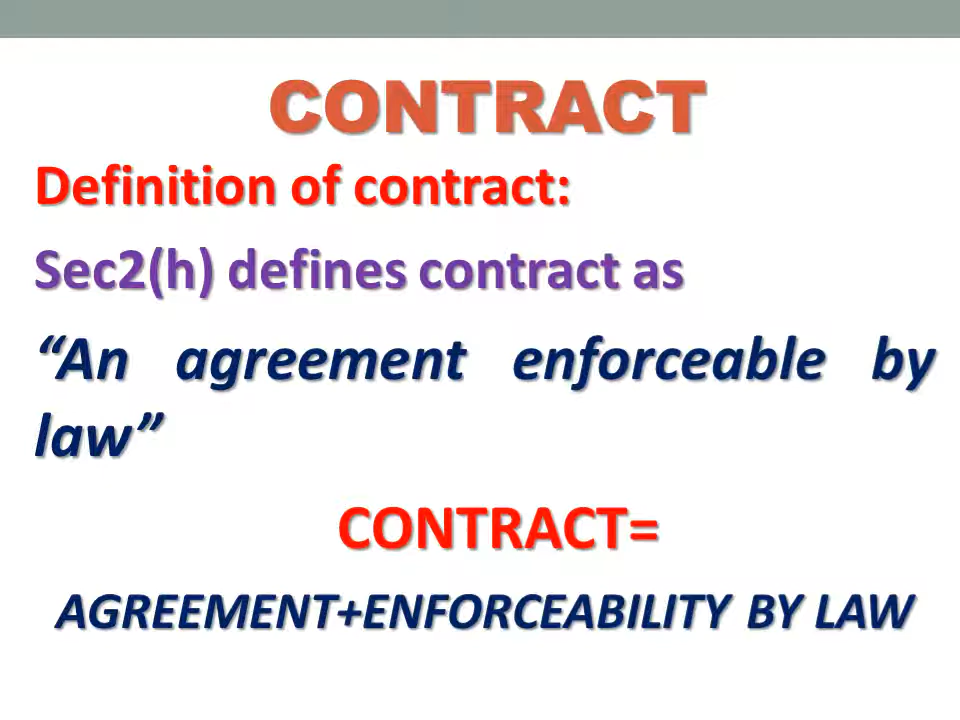 CONTRACT
Definition of contract:
Sec2(h) defines contract as
“An agreement enforceable by
law”
CONTRACT=
AGREEMENT+ENFORCEABILITY BY LAW